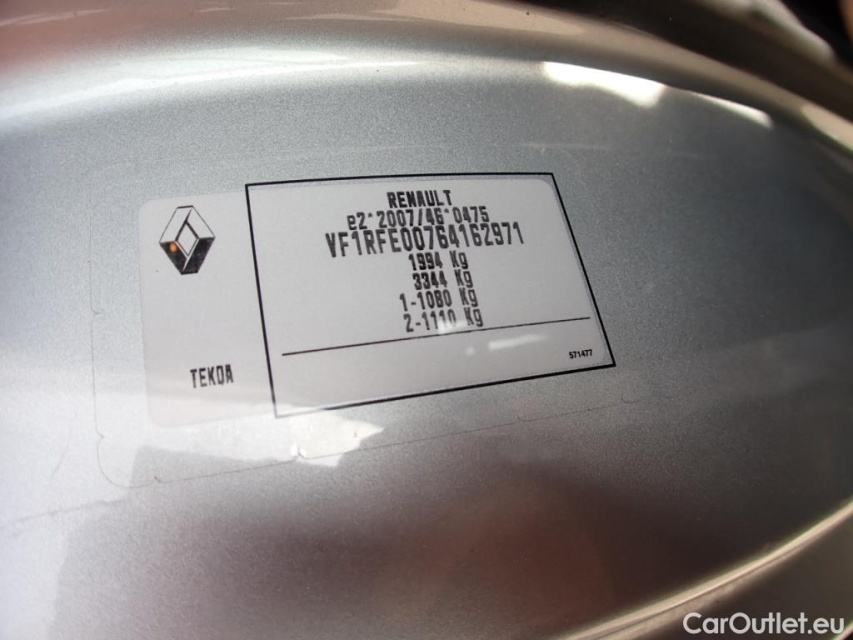 RENAULT
e2*2007/46*0475
VF1RFE00764162971
1994 Kg
3344 Kg
1-1080 Kg
2-1110 Kg
571477
TEKOA
CarOutlet.eu